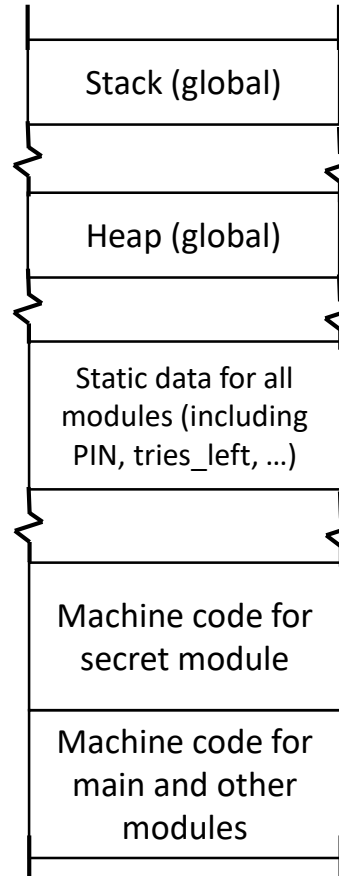 Stack (global)
Heap (global)
Static data for all
modules (including
PIN, tries_left, …)
Machine code for
secret module
Machine code for
main and other
modules